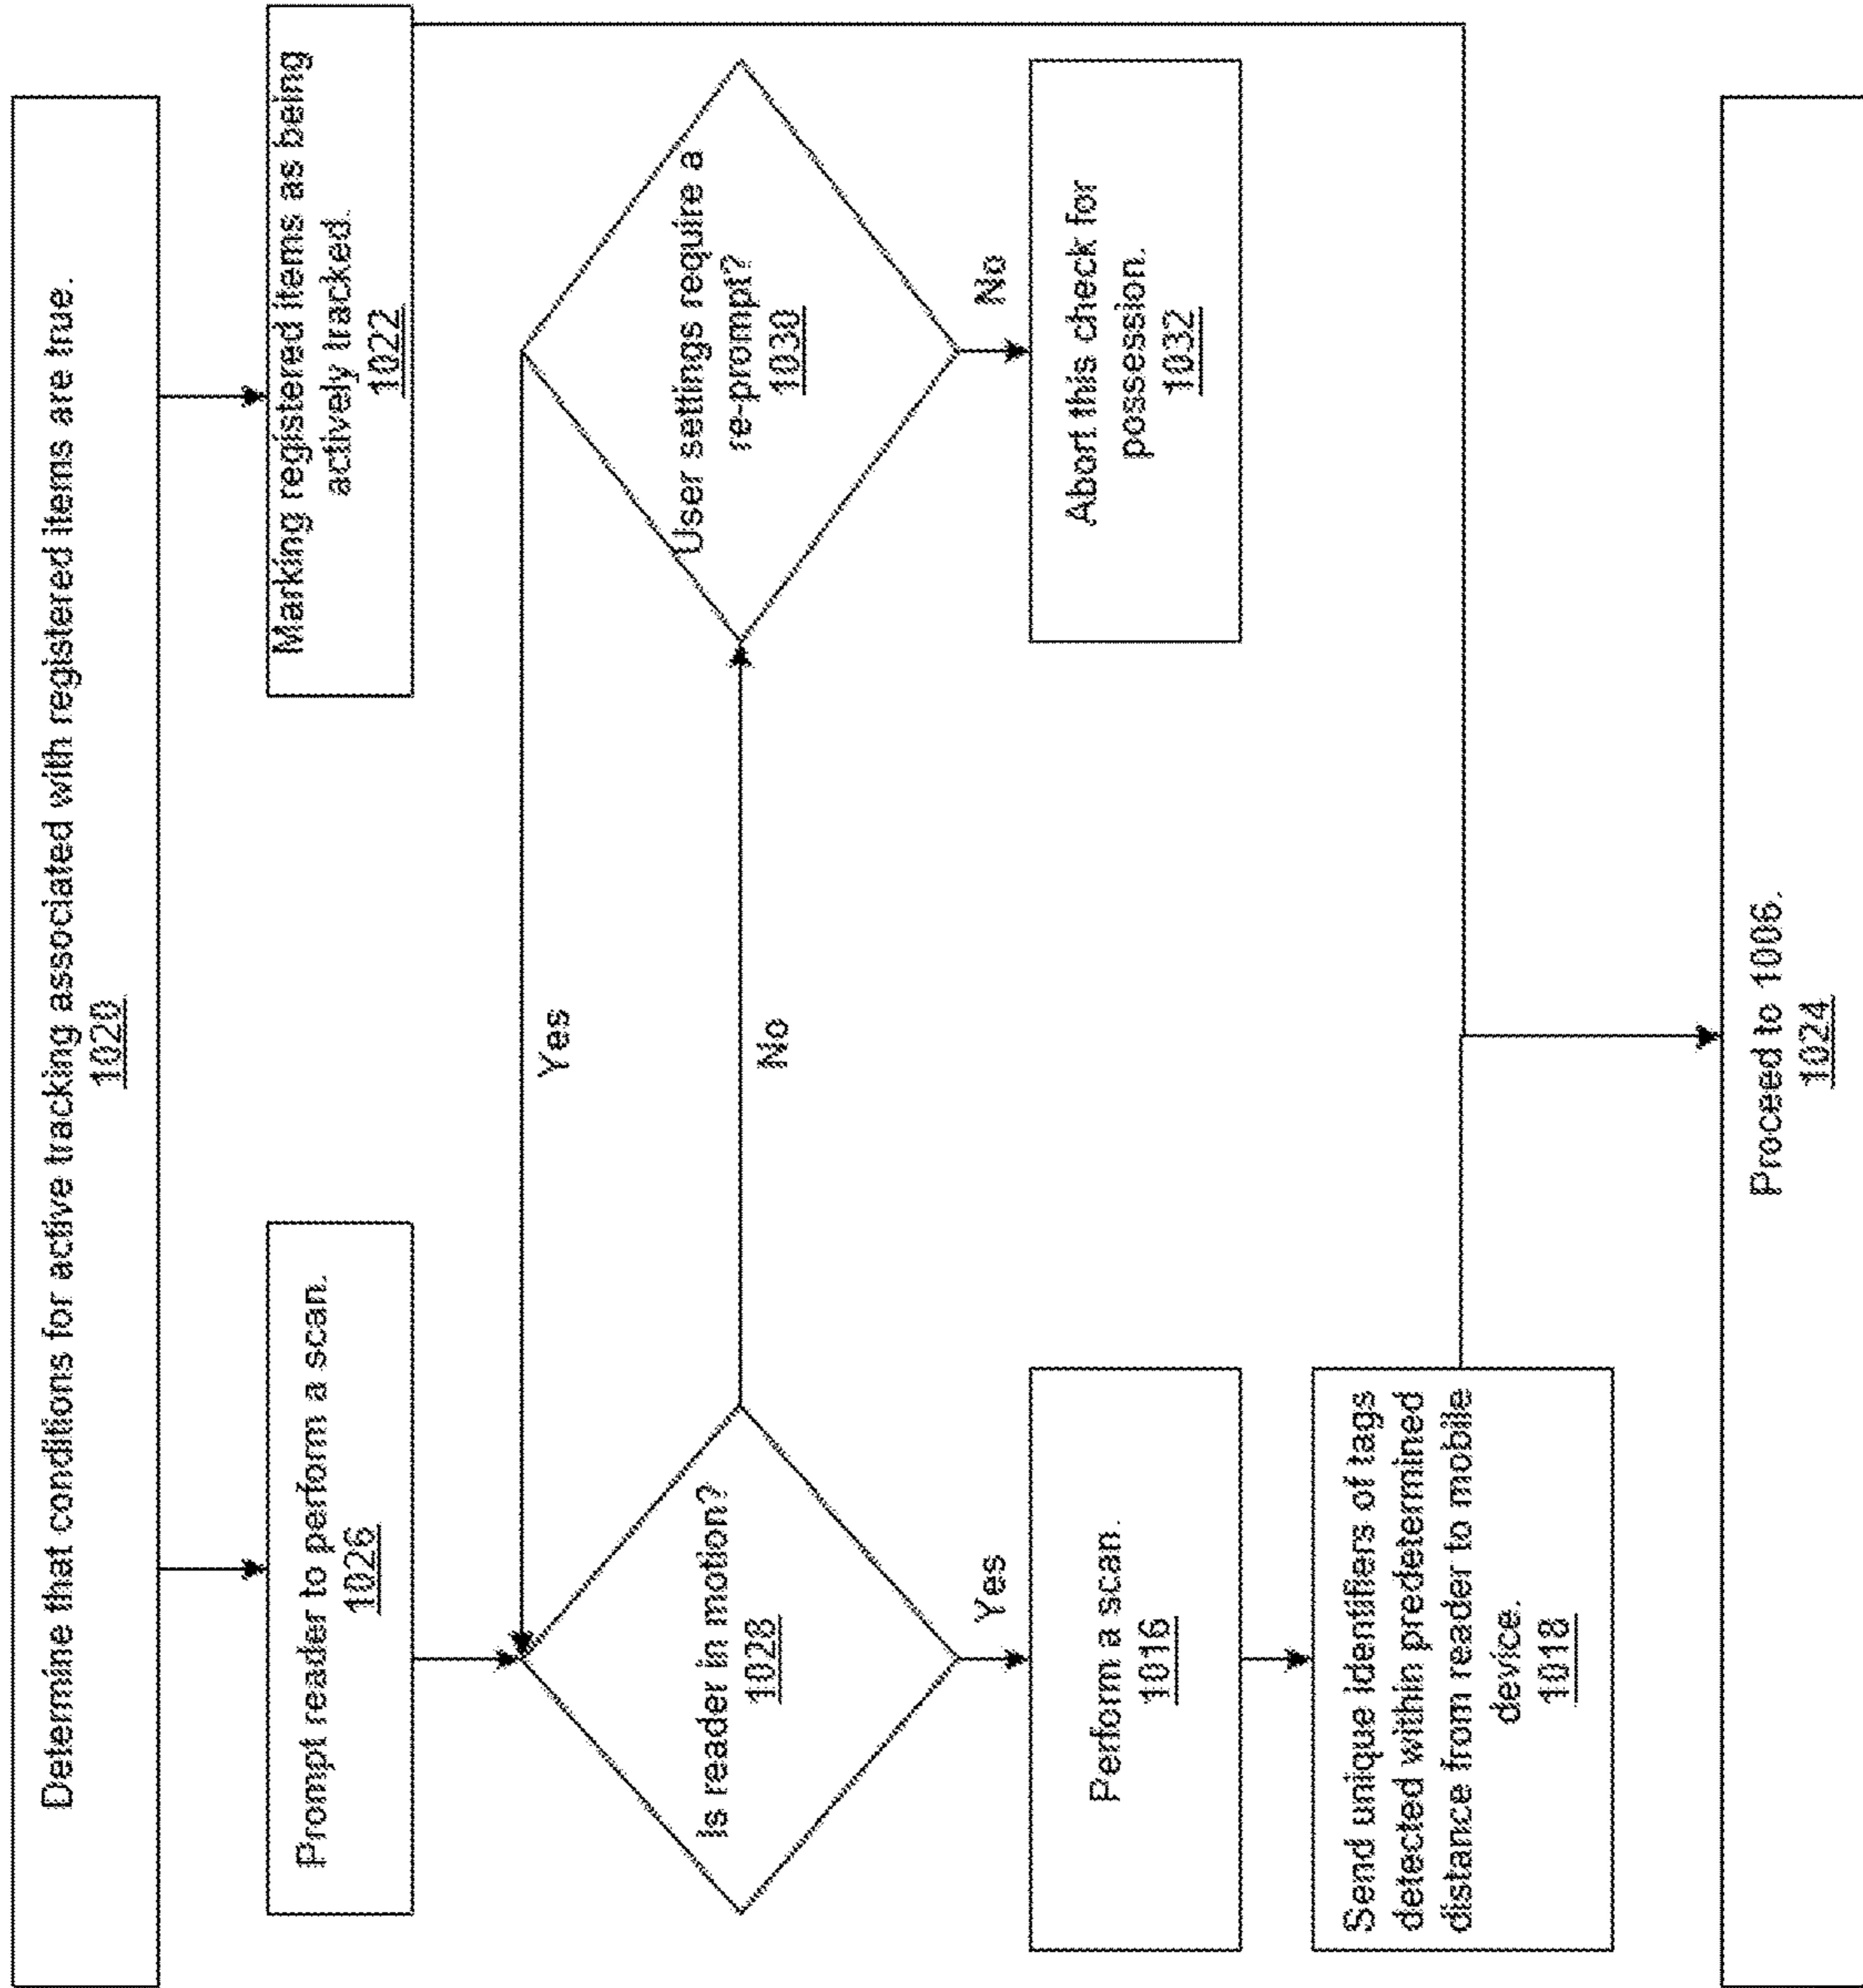 Determine that conditions for active tracking associated with registered items are true.
1020
Prompt reader to perform a scan.
1026
Marking registered items as being
actively tracked.
1022
Yes
Is reader in motion?
1028
No
User settings require a
re-prompt?
1030
Yes
No
Perform a scan.
1016
Abort this check for
possession.
1032
Send unique identifiers of tags
detected within predetermined
distance from reader to mobile
device.
1018
Proceed to 1006.
1024